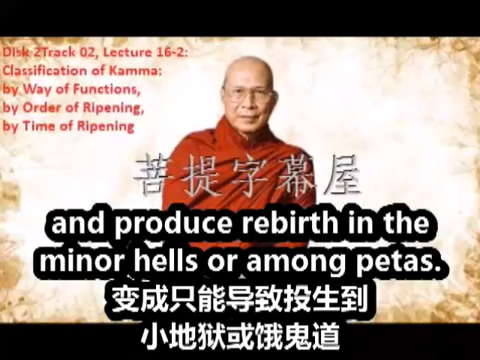 Disk 2Track 02, Lecture 16-2:
Classification of Kamma:
by Way of Functions,
by Order of Ripening,
by Time of Ripening
菩提字幕屋
and produce rebirth in the
minor hells or among petas.
变成只能导致投生到
小地狱或饿鬼道